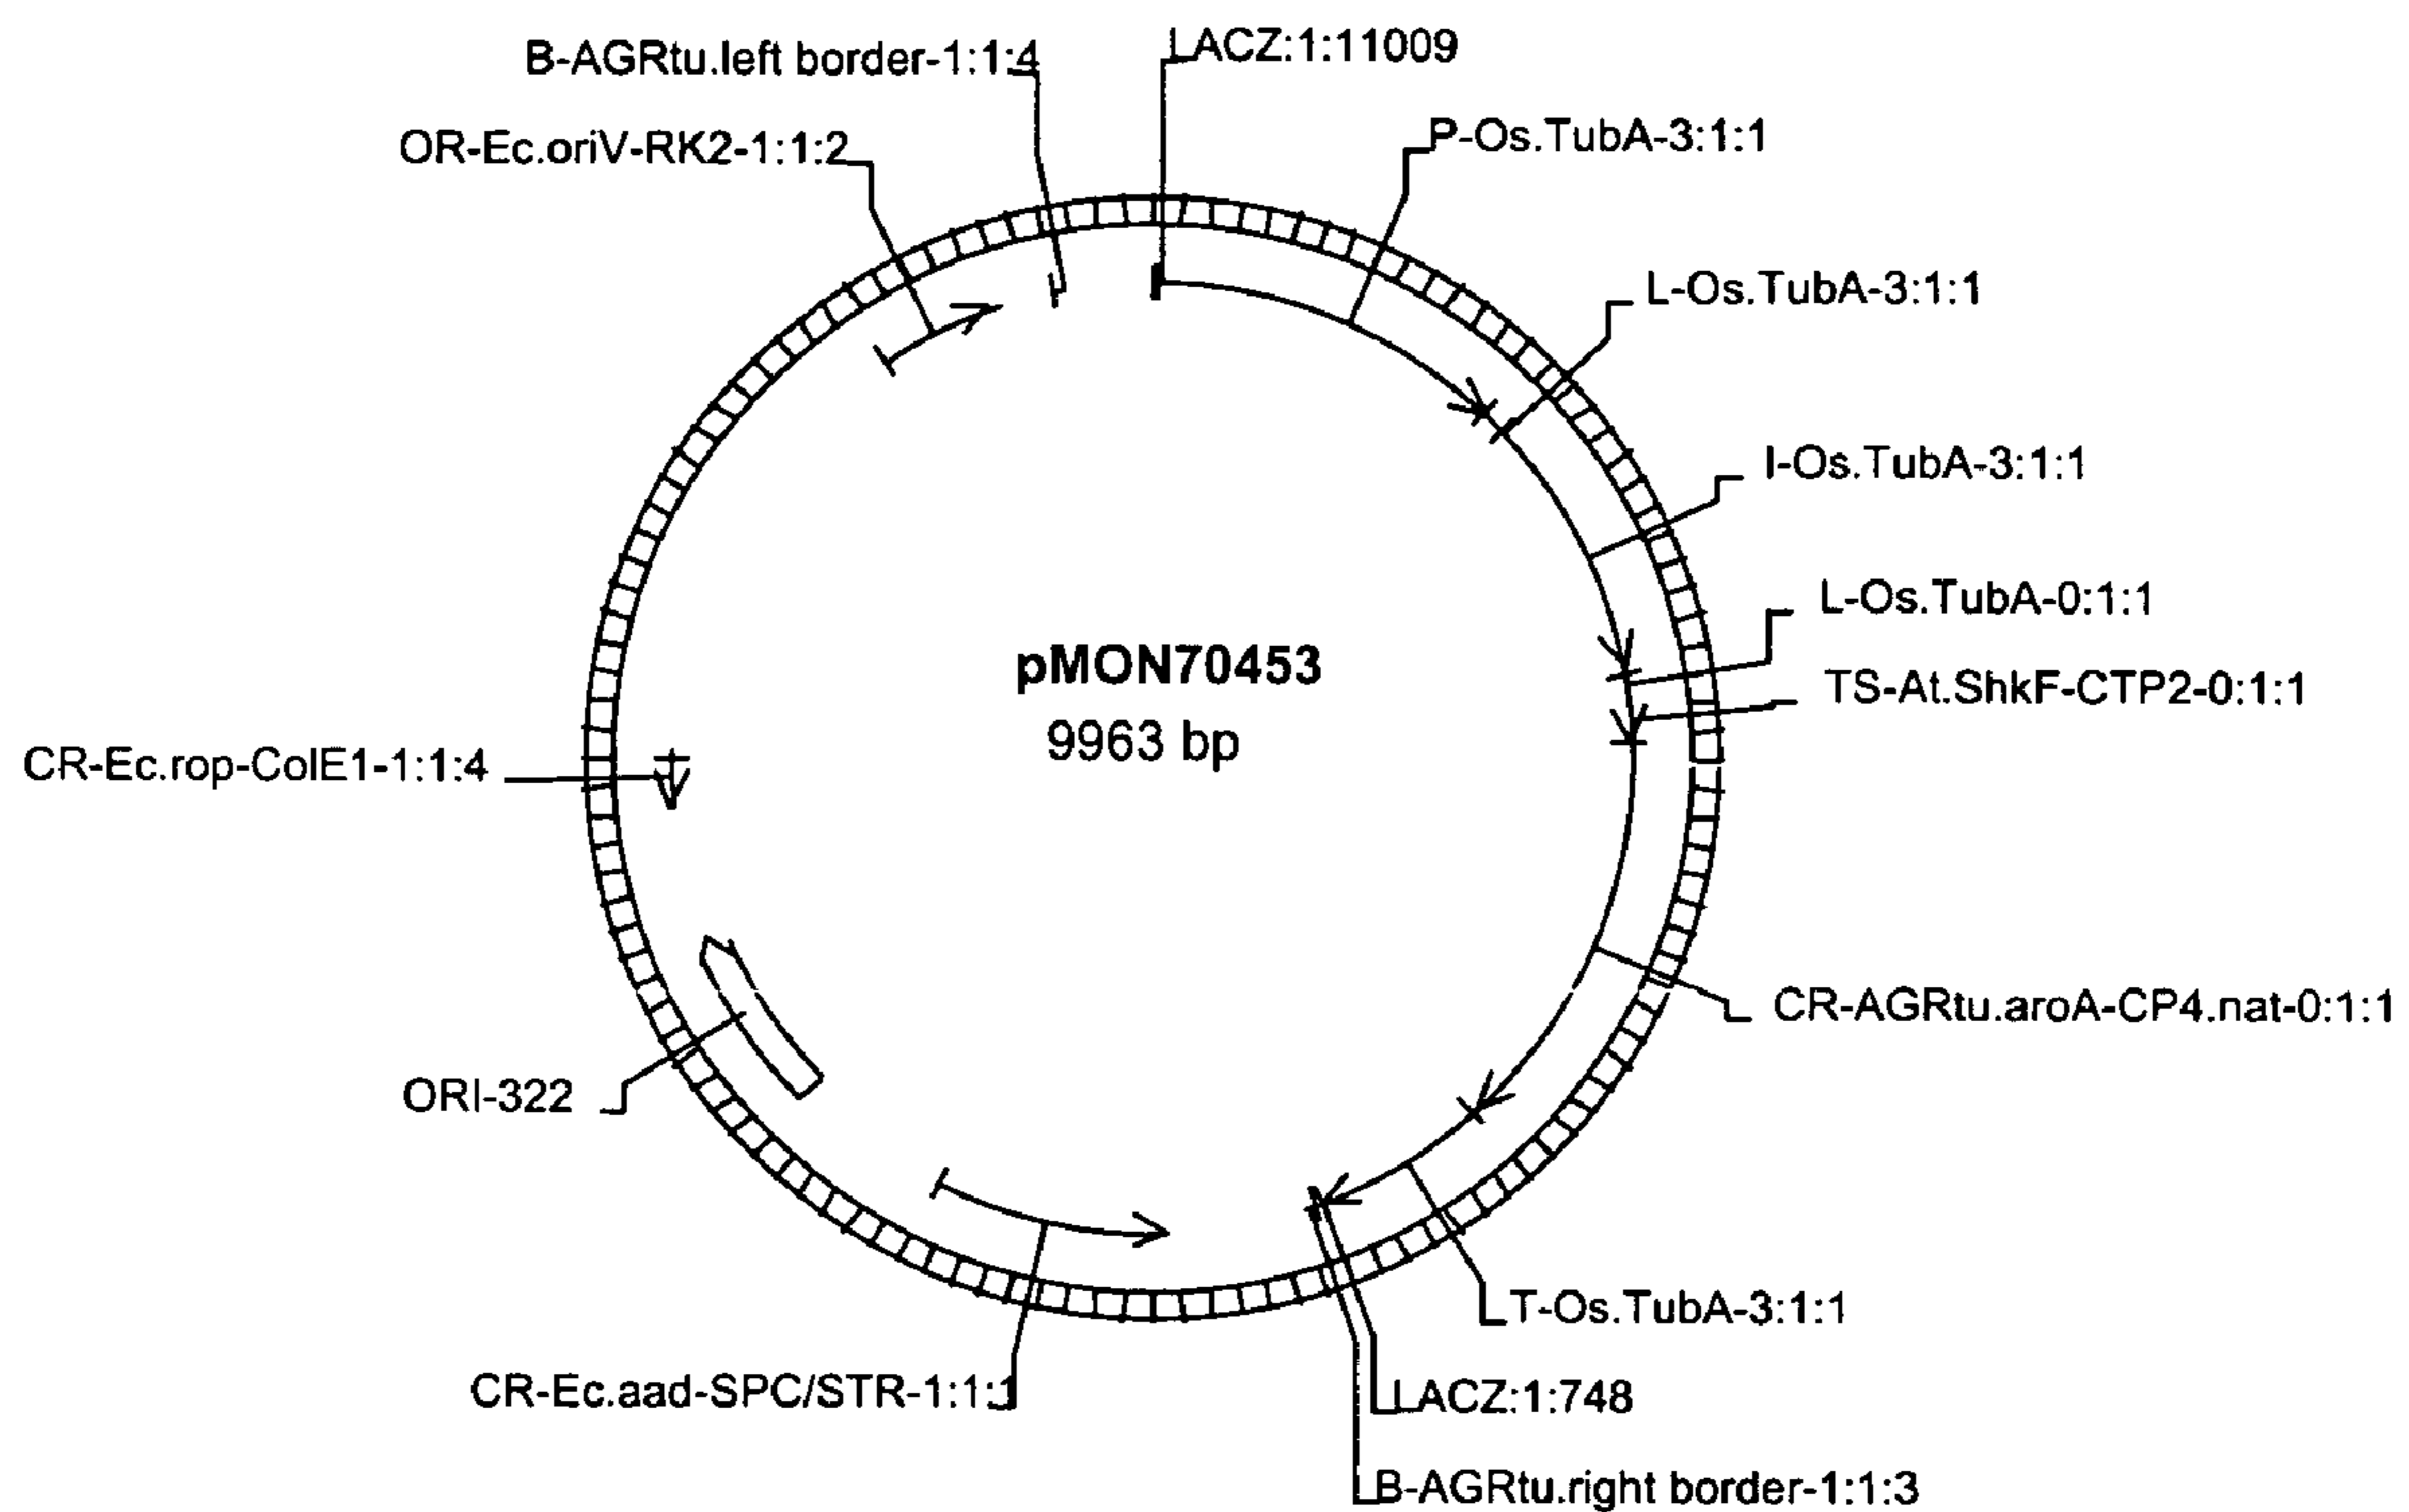 B-AGRtu.left border-1:1:4
LACZ:1:11009
OR-Ec.oriV-RK2-1:1:2
P-Os.TubA-3:1:1
L-Os.TubA-3:1:1
I-Os.TubA-3:1:1
L-Os.TubA-0:1:1
TS-At.ShkF-CTP2-0:1:1
pMON70453
9963 bp
CR-Ec.rop-ColE1-1:1:4
CR-AGRtu.aroA-CP4.nat-0:1:1
ORI-322
T-Os.TubA-3:1:1
CR-Ec.aad-SPC/STR-1:1:1
LACZ:1:748
B-AGRtu.right border-1:1:3